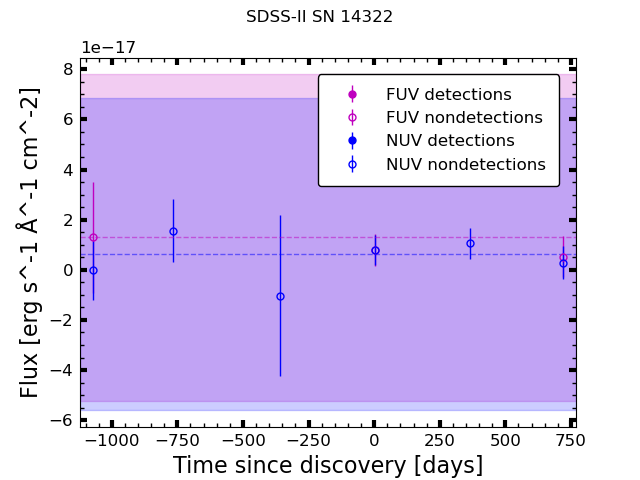 SDSS-II SN 14322
1e−17
8
6
4
2
0
−2
−4
−6
Flux [erg s^-1 Å^-1 cm^-2]
FUV detections
FUV nondetections
NUV detections
NUV nondetections
−1000 −750 −500 −250 0 250 500 750
Time since discovery [days]